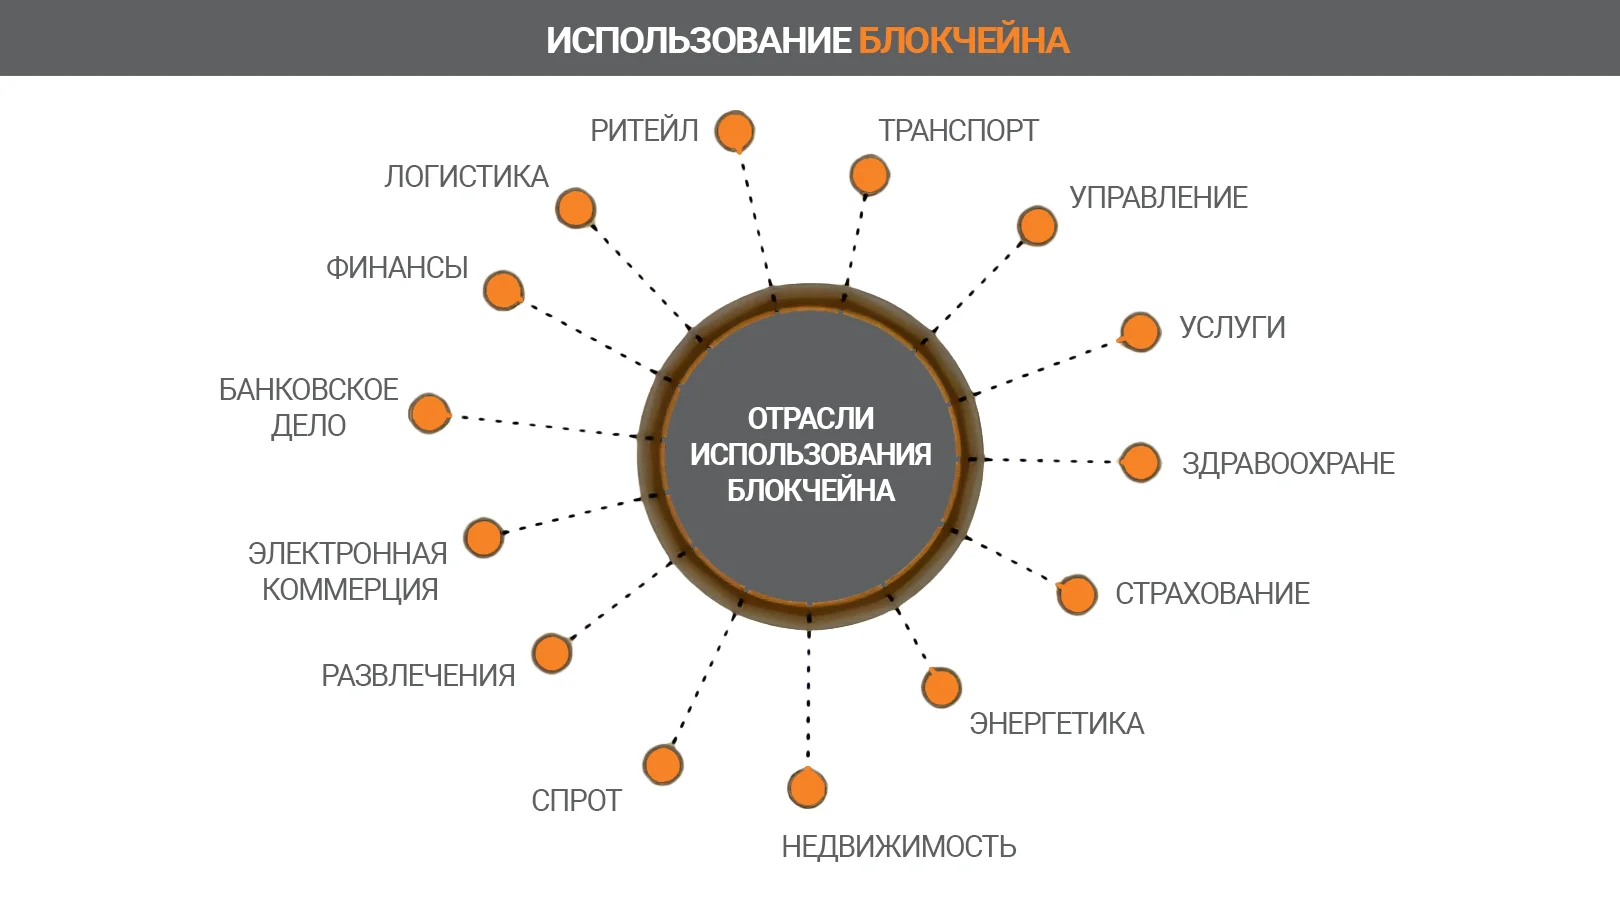 ИСПОЛЬЗОВАНИЕ БЛОКЧЕЙНА
РИТЕЙЛ
ТРАНСПОРТ
ЛОГИСТИКА
УПРАВЛЕНИЕ
ФИНАНСЫ
УСЛУГИ
БАНКОВСКОЕ
ДЕЛО
ОТРАСЛИ
ИСПОЛЬЗОВАНИЯ
БЛОКЧЕЙНА
ЗДРАВООХРАНЕ
ЭЛЕКТРОННАЯ
КОММЕРЦИЯ
СТРАХОВАНИЕ
РАЗВЛЕЧЕНИЯ
ЭНЕРГЕТИКА
СПРОТ
НЕДВИЖИМОСТЬ